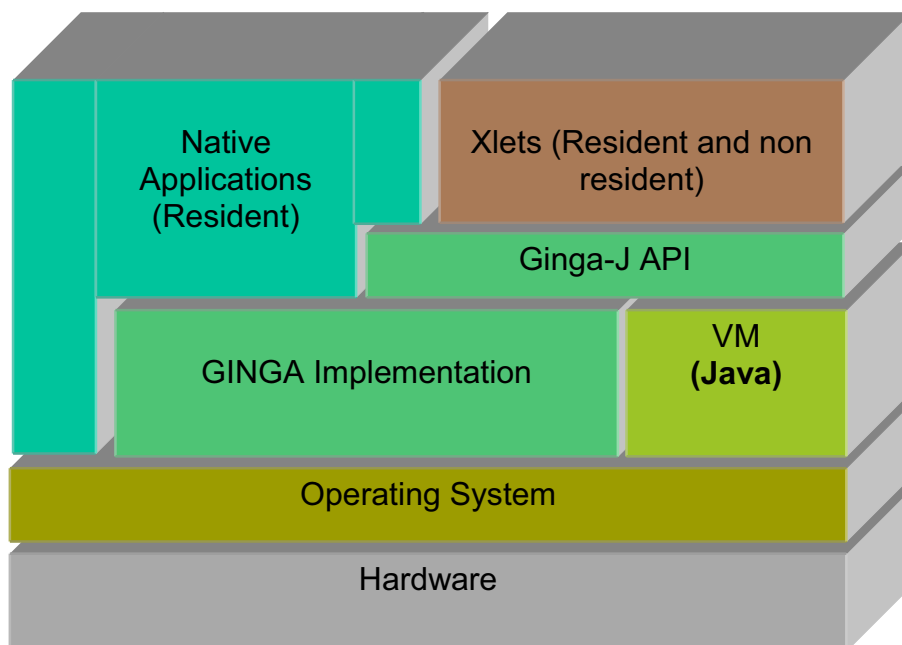 Native
Applications
(Resident)
Xlets (Resident and non
resident)
Ginga-J API
GINGA Implementation
VM
(Java)
Operating System
Hardware